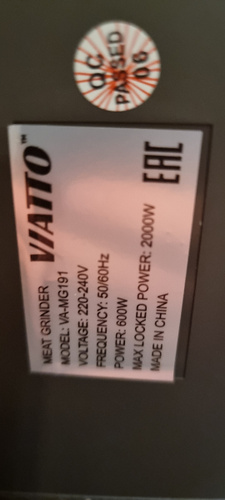 QC
PASSED
06
VIATTO™
EAC
MEAT GRINDER
MODEL: VA-MG191
VOLTAGE: 220-240V
FREQUENCY: 50/60Hz
POWER: 600W
MAX LOCKED POWER: 2000W
MADE IN CHINA